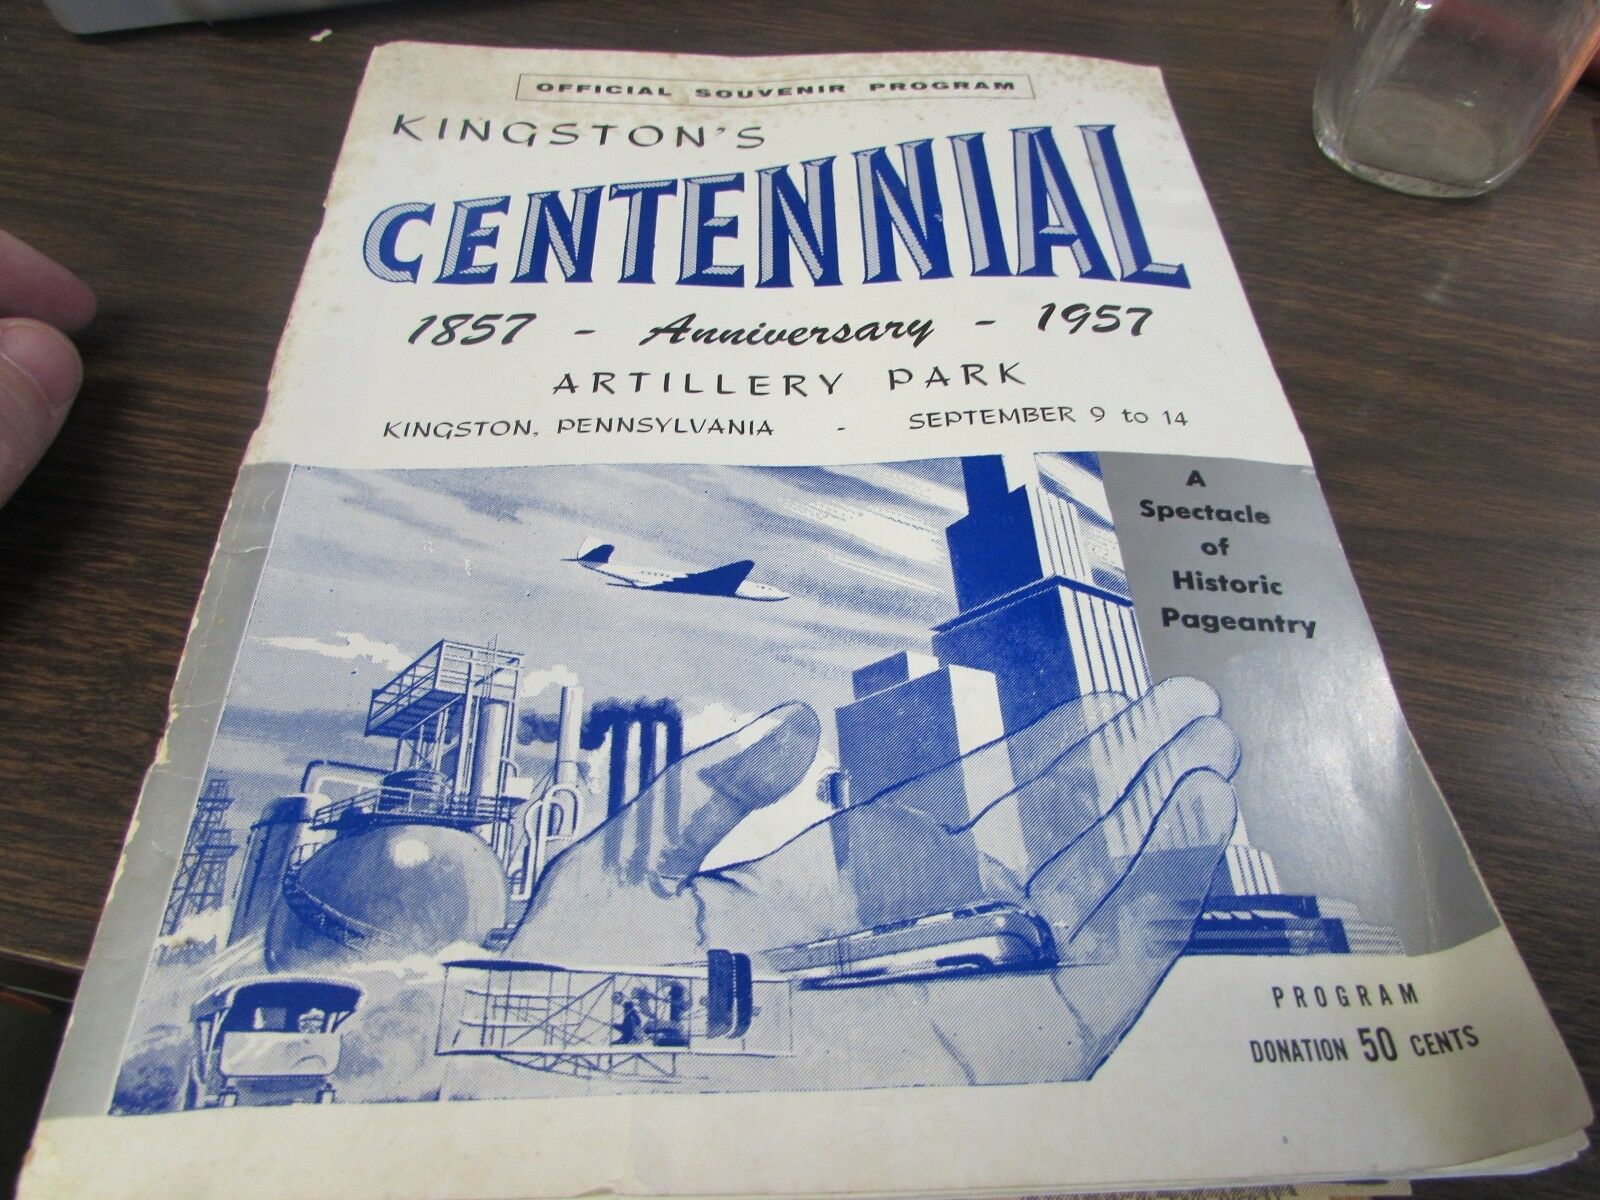 OFFICIAL SOUVENIR PROGRAM
KINGSTON'S
CENTENNIAL
1857 - Anniversary - 1957
ARTILLERY PARK
KINGSTON, PENNSYLVANIA - SEPTEMBER 9 to 14
A
Spectacle
of
Historic
Pageantry
PROGRAM
DONATION 50 CENTS